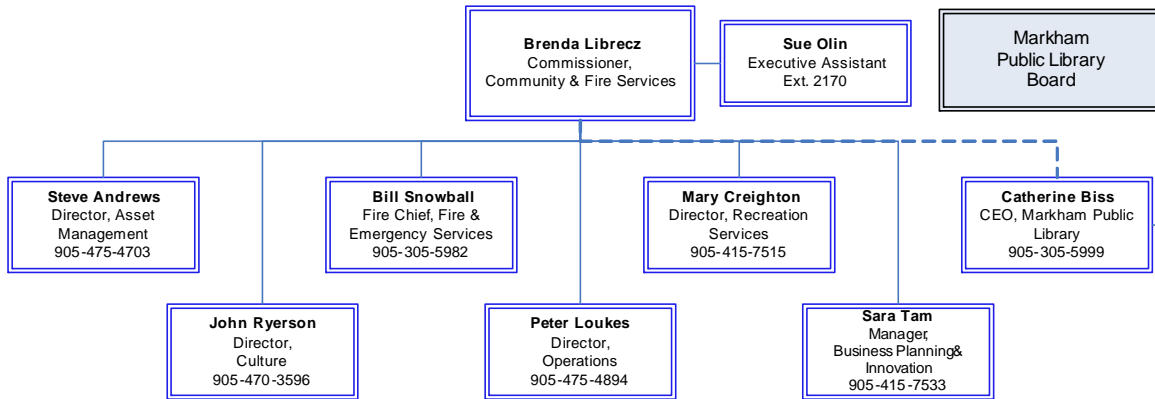 Brenda Librecz
Commissioner,
Community & Fire Services
Sue Olin
Executive Assistant
Ext. 2170
Markham
Public Library
Board
Steve Andrews
Director, Asset
Management
905-475-4703
Bill Snowball
Fire Chief, Fire &
Emergency Services
905-305-5982
Mary Creighton
Director, Recreation
Services
905-415-7515
Catherine Biss
CEO, Markham Public
Library
905-305-5999
John Ryerson
Director,
Culture
905-470-3596
Peter Loukes
Director,
Operations
905-475-4894
Sara Tam
Manager,
Business Planning&
Innovation
905-415-7533